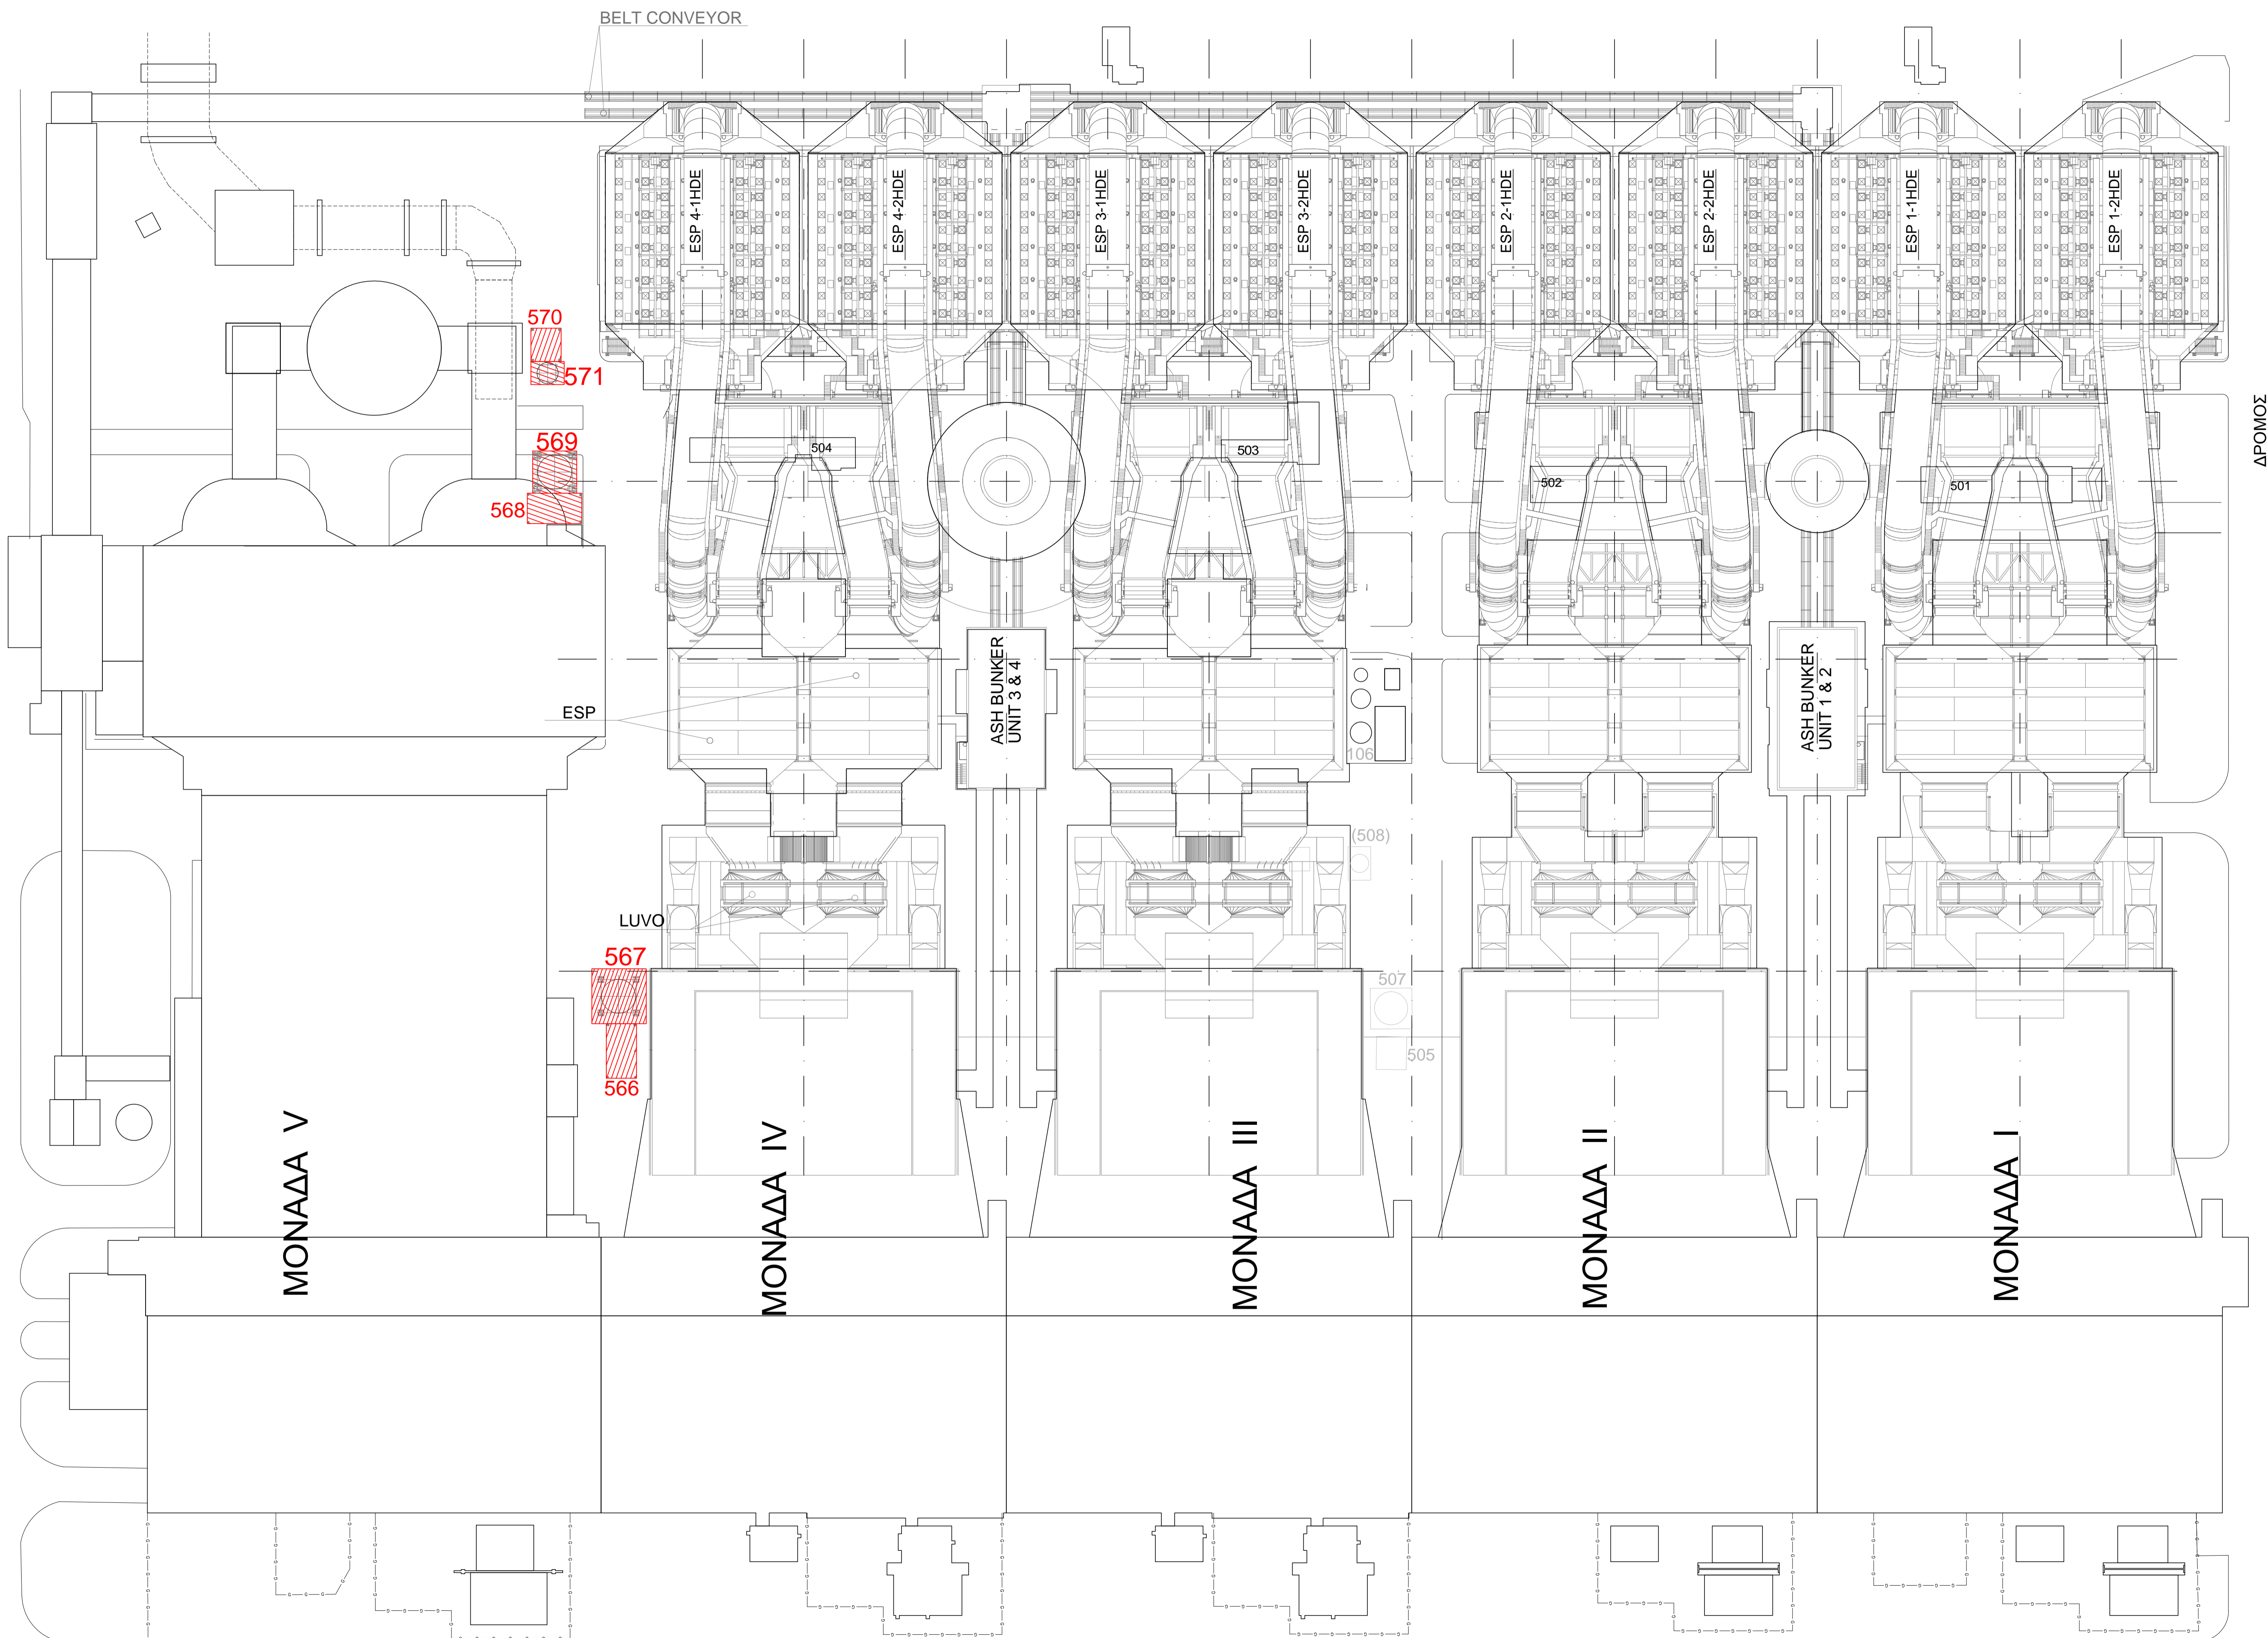 BELT CONVEYOR
ESP 4-1HDE
ESP 4-2HDE
ESP 3-1HDE
ESP 3-2HDE
ESP 2-1HDE
ESP 2-2HDE
ESP 1-1HDE
ESP 1-2HDE
570
571
569
568
504
503
502
501
ΔΡΟΜΟΣ
ESP
ASH BUNKER
UNIT 3 & 4
ASH BUNKER
UNIT 1 & 2
106
(508)
LUVO
567
566
507
505
ΜΟΝΑΔΑ V
ΜΟΝΑΔΑ IV
ΜΟΝΑΔΑ III
ΜΟΝΑΔΑ II
ΜΟΝΑΔΑ I